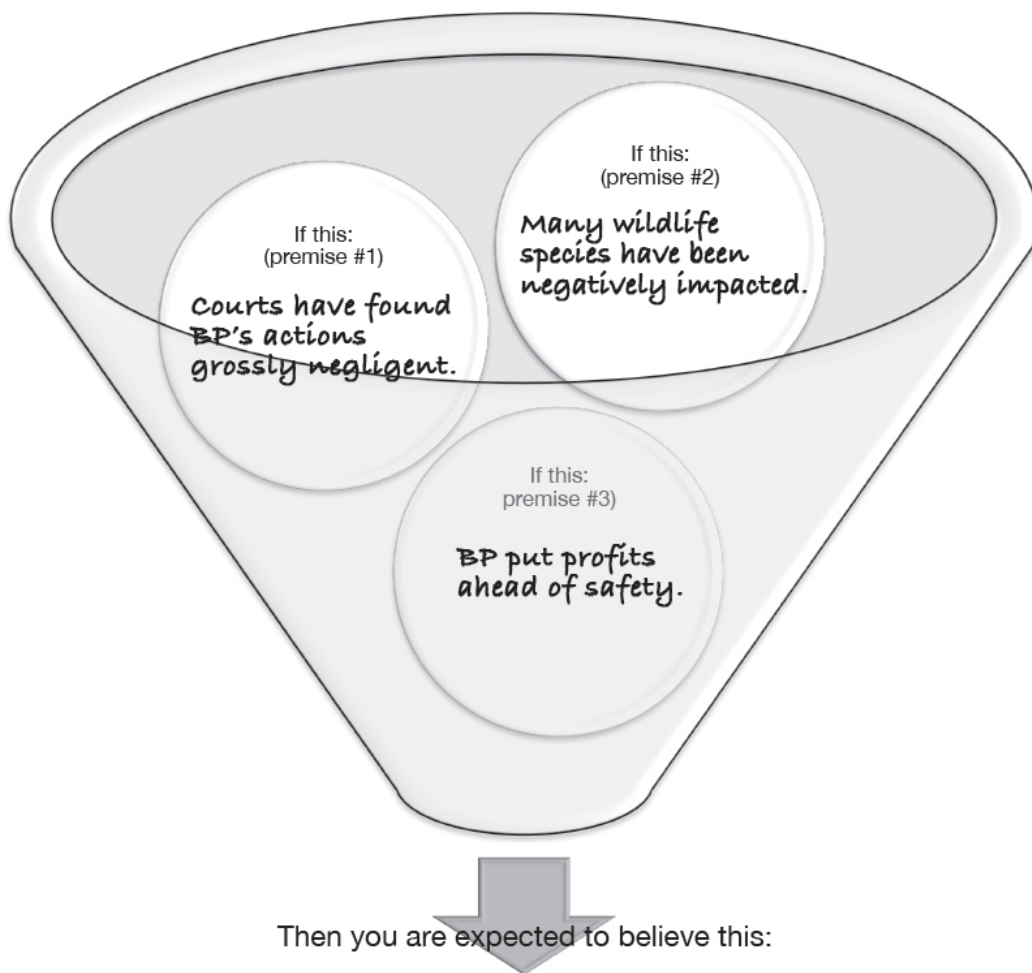 If this:
(premise #1)
Courts have found
BP's actions
grossly negligent.
If this:
(premise #2)
Many wildlife
species have been
negatively impacted.
If this:
premise #3)
BP put profits
ahead of safety.
Then you are expected to believe this: